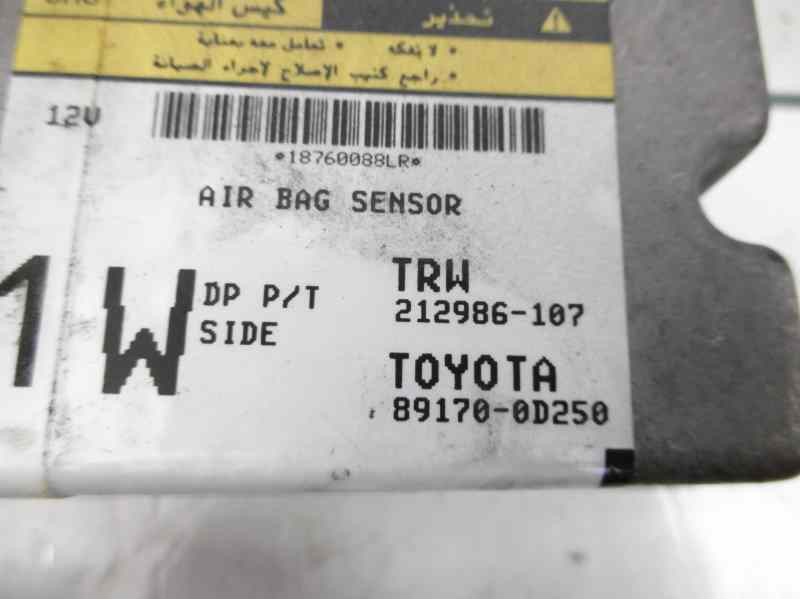 تحذير كيس الهواء
• لا تفكه • تعامل معه بعناية
• راجع كتيب الإصلاح لإجراء الصيانة
12V
*18760088LR*
AIR BAG SENSOR
W
DP P/T
SIDE
TRW
212986-107
TOYOTA
89170-0D250